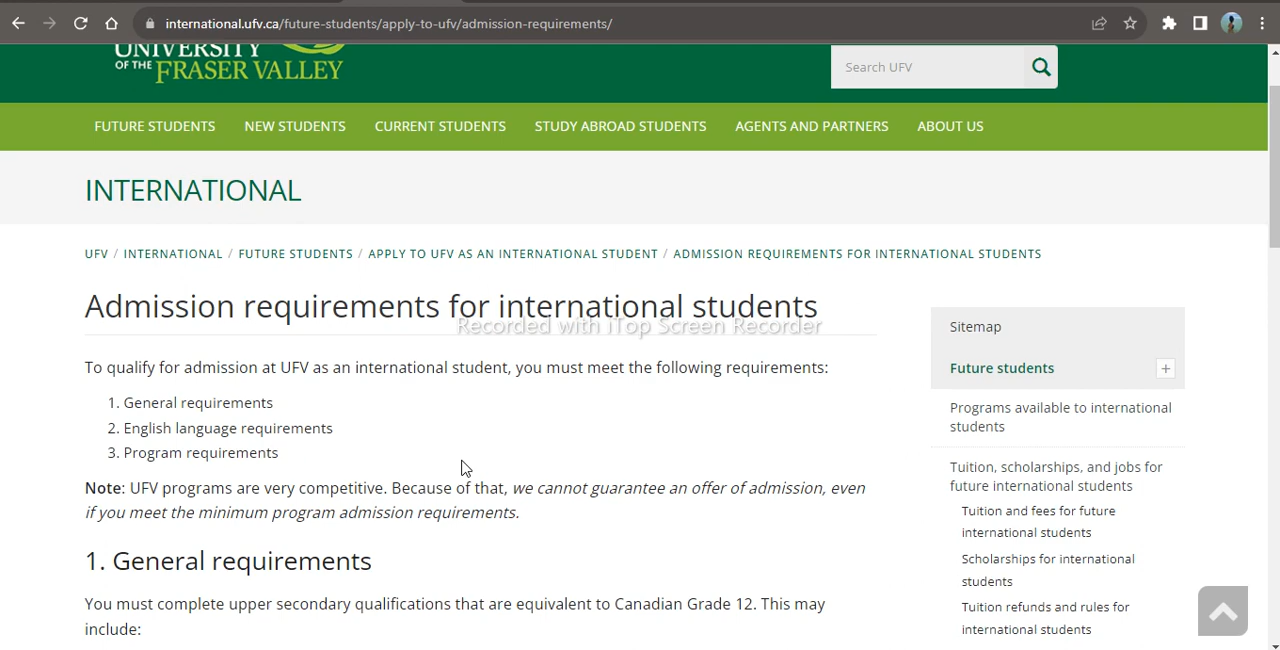 international.ufv.ca/future-students/apply-to-ufv/admission-requirements/
UNIVERSITY
OF THE FRASER VALLEY
Search UFV
FUTURE STUDENTS NEW STUDENTS CURRENT STUDENTS STUDY ABROAD STUDENTS AGENTS AND PARTNERS ABOUT US
INTERNATIONAL
UFV / INTERNATIONAL / FUTURE STUDENTS / APPLY TO UFV AS AN INTERNATIONAL STUDENT / ADMISSION REQUIREMENTS FOR INTERNATIONAL STUDENTS
Admission requirements for international students
Recorded with iTop Screen Recorder
To qualify for admission at UFV as an international student, you must meet the following requirements:
1. General requirements
2. English language requirements
3. Program requirements
Note: UFV programs are very competitive. Because of that, we cannot guarantee an offer of admission, even
if you meet the minimum program admission requirements.
1. General requirements
You must complete upper secondary qualifications that are equivalent to Canadian Grade 12. This may
include:
Sitemap
Future students
Programs available to international
students
Tuition, scholarships, and jobs for
future international students
Tuition and fees for future
international students
Scholarships for international
students
Tuition refunds and rules for
international students